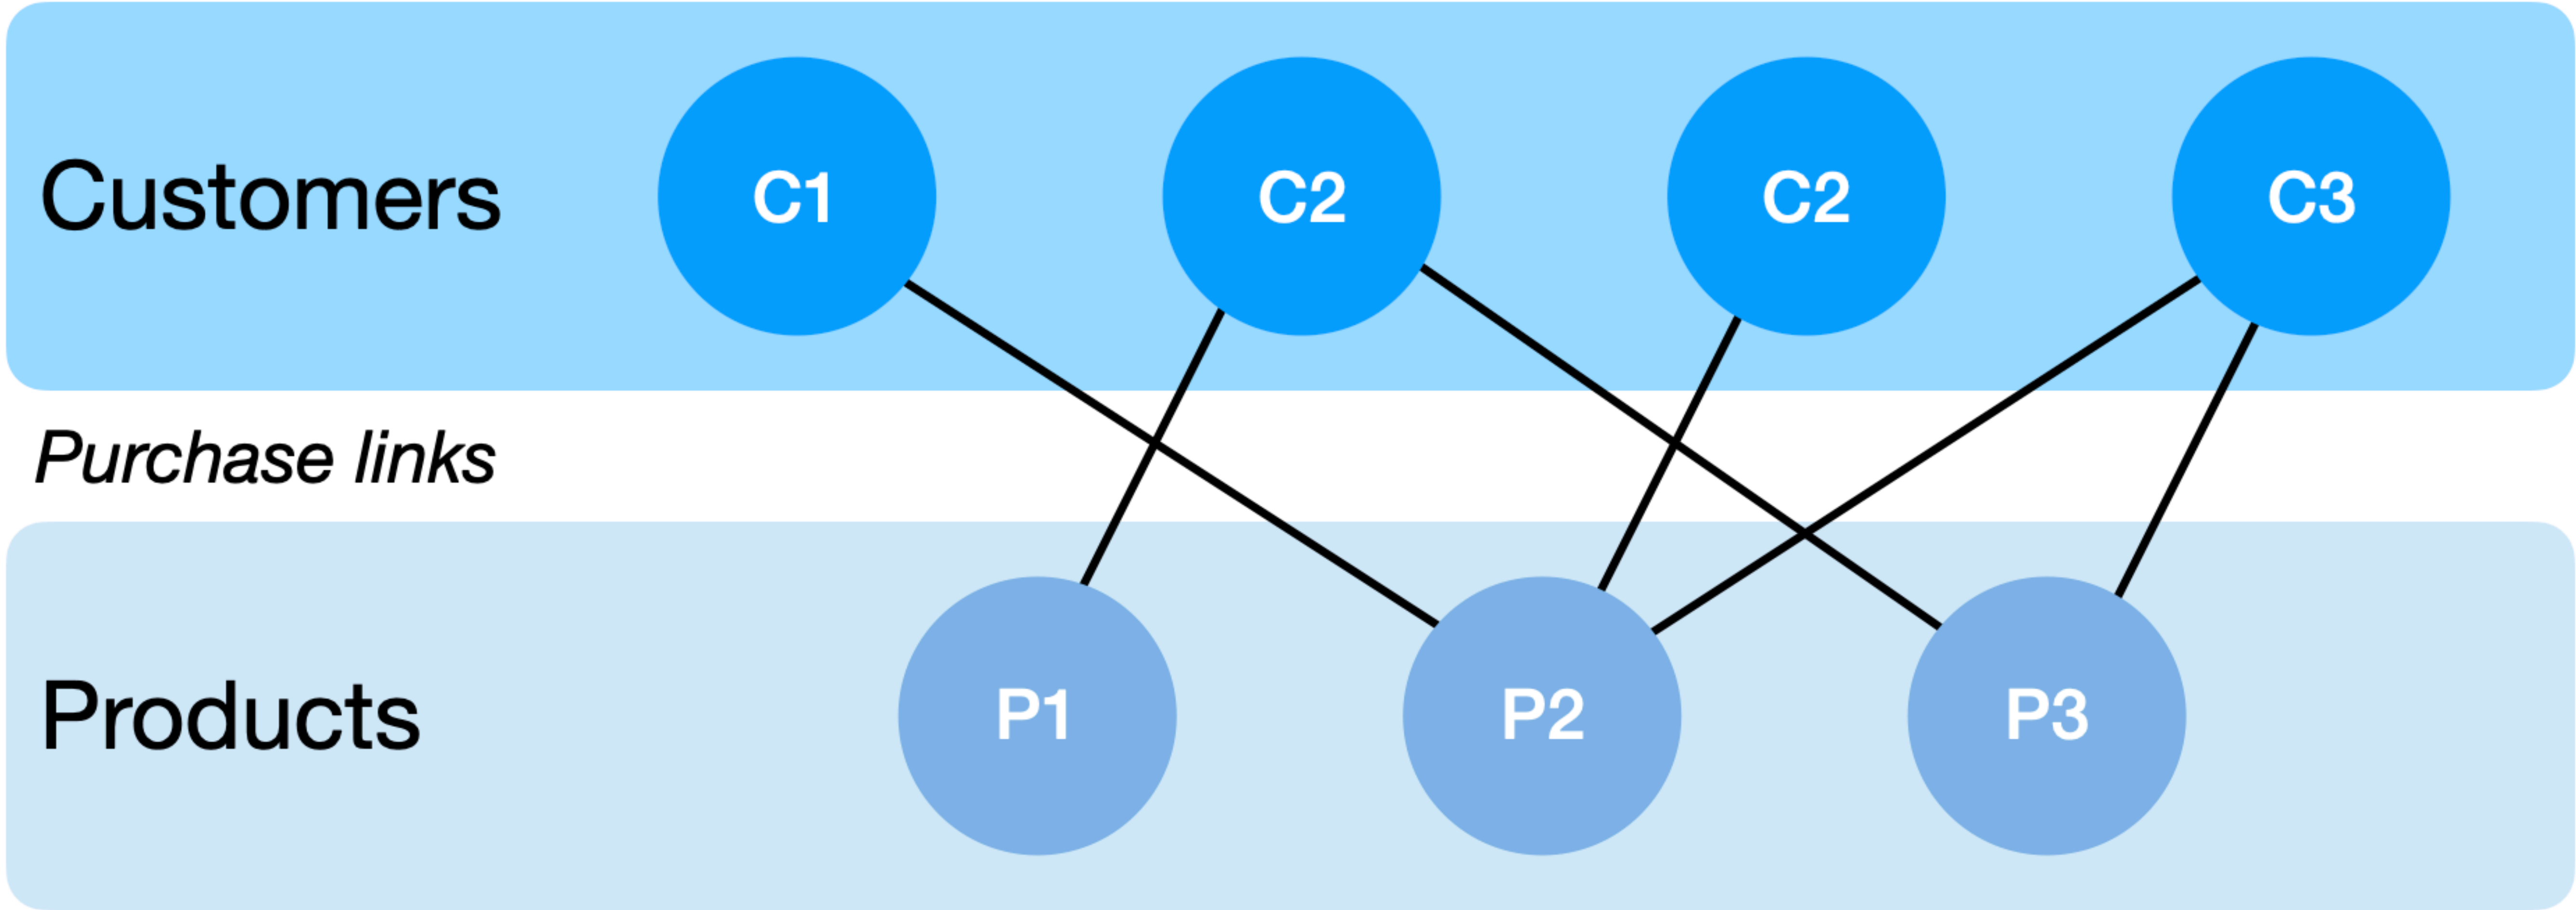 Customers
C1
C2
C2
C3
Purchase links
Products
P1
P2
P3